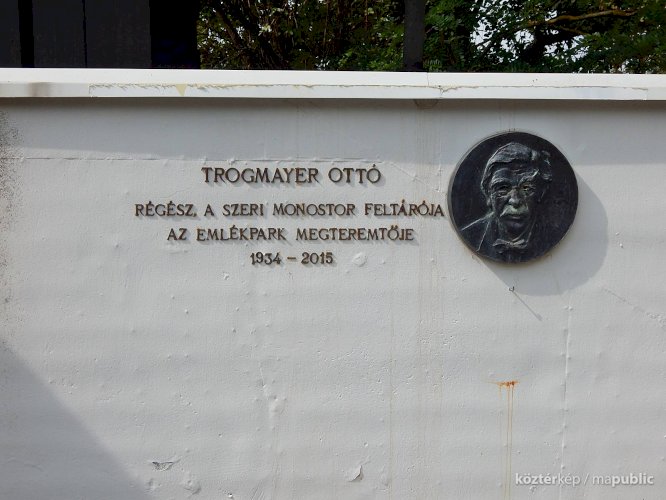 TROGMAYER OTTÓ
RÉGÉSZ, A SZERI MONOSTOR FELTÁRÓJA
AZ EMLÉKPARK MEGTEREMTŐJE
1934 – 2015
köztérkép / mapublic